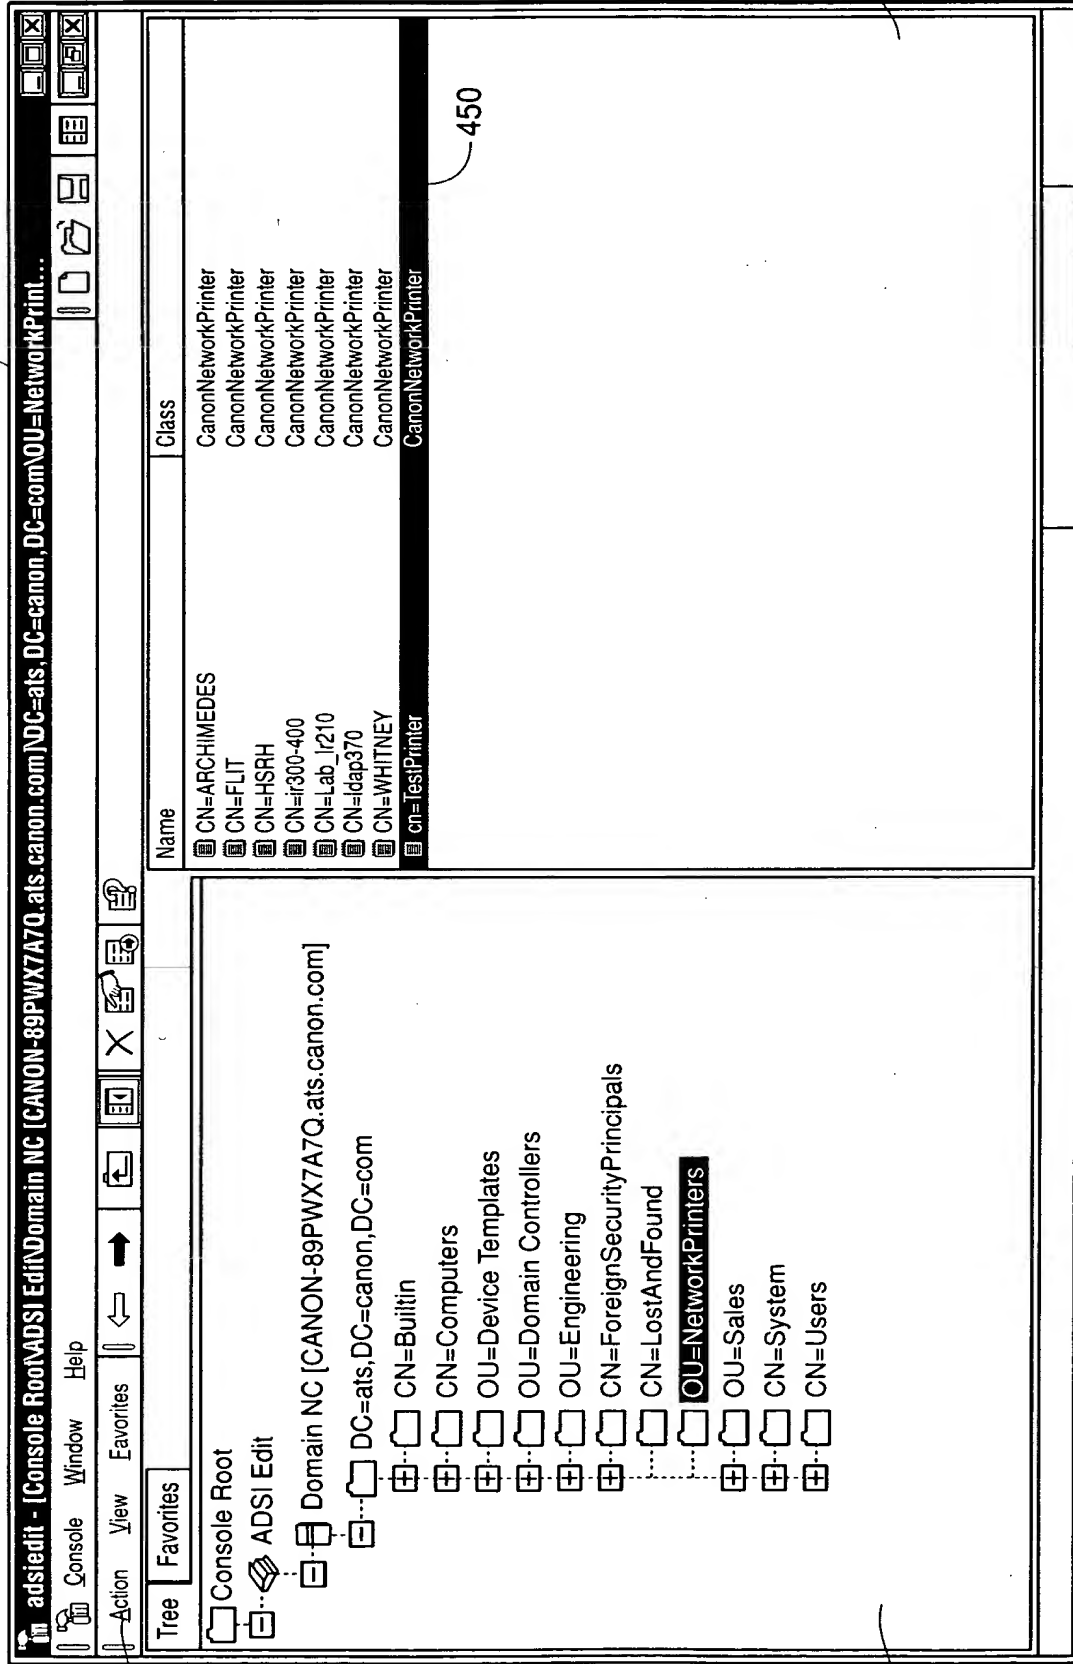 adsiedit - [Console Root\ADSI Edit\Domain NC [CANON-89PWX7A7Q.ats.canon.com]\DC=ats,DC=canon,DC=com\OU=NetworkPrint...
Console Window Help
Action View Favorites
Tree Favorites
Console Root
ADSI Edit
Domain NC [CANON-89PWX7A7Q.ats.canon.com]
DC=ats,DC=canon,DC=com
CN=Builtin
CN=Computers
OU=Device Templates
OU=Domain Controllers
OU=Engineering
CN=ForeignSecurityPrincipals
CN=LostAndFound
OU=NetworkPrinters
OU=Sales
CN=System
CN=Users
Name Class
CN=ARCHIMEDES CanonNetworkPrinter
CN=FLIT CanonNetworkPrinter
CN=HSRH CanonNetworkPrinter
CN=ir300-400 CanonNetworkPrinter
CN=Lab_Ir210 CanonNetworkPrinter
CN=ldap370 CanonNetworkPrinter
CN=WHITNEY CanonNetworkPrinter
cn=TestPrinter CanonNetworkPrinter
450